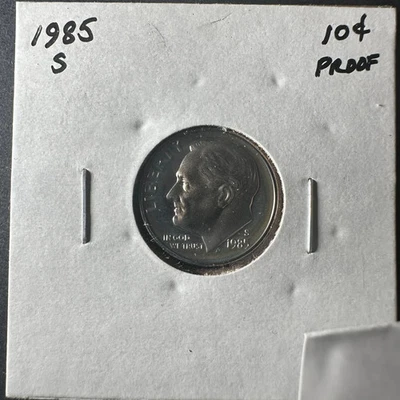 1985
S
10¢
PROOF
LIBERTY
IN GOD
WE TRUST
S
1985